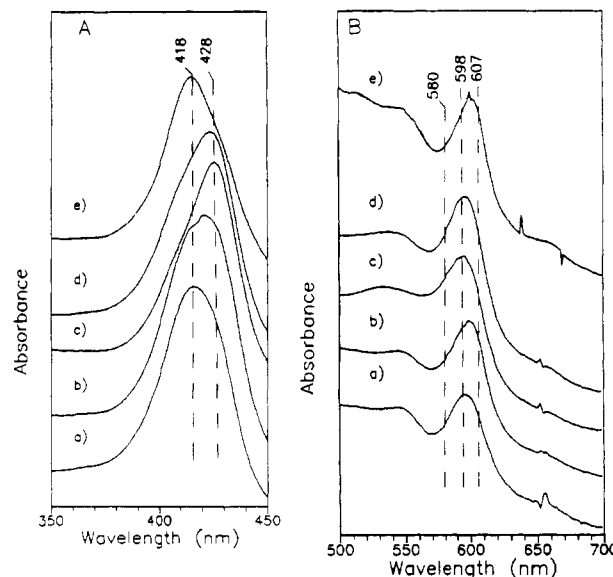 A
418
428
e)
d)
c)
b)
a)
Absorbance
350
400
450
Wavelength (nm)
B
580
598
607
e)
d)
c)
b)
a)
Absorbance
500
550
600
650
700
Wavelength (nm)